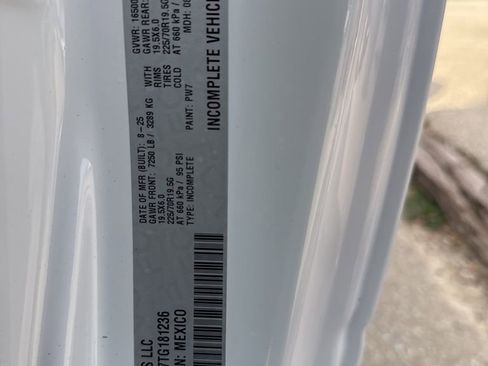 S LLC
DATE OF MFR (BUILT): 8-25
GVWR: 16500
GAWR FRONT: 7250 LB / 3289 KG
WITH
GAWR REAR:
19.5X6.0
RIMS
19.5X6.0
225/70R19.5G
TIRES
225/70R19.5G
AT 660 kPa / 95 PSI
COLD
AT 660 kPa /
TYPE: INCOMPLETE
PAINT: PW7
MDH:
INCOMPLETE VEHICLE
7TG181236
N: MEXICO